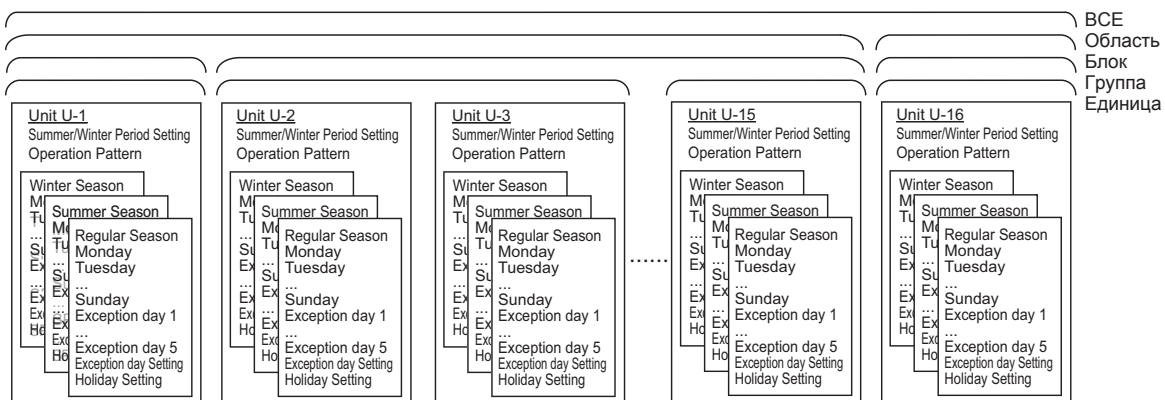 ВСЕ
Область
Блок
Группа
Единица
Unit U-1
Summer/Winter Period Setting
Operation Pattern
Winter Season
Summer Season
Regular Season
Monday
Tuesday
...
Sunday
Exception day 1
...
Exception day 5
Exception day Setting
Holiday Setting
Unit U-2
Summer/Winter Period Setting
Operation Pattern
Winter Season
Summer Season
Regular Season
Monday
Tuesday
...
Sunday
Exception day 1
...
Exception day 5
Exception day Setting
Holiday Setting
Unit U-3
Summer/Winter Period Setting
Operation Pattern
Winter Season
Summer Season
Regular Season
Monday
Tuesday
...
Sunday
Exception day 1
...
Exception day 5
Exception day Setting
Holiday Setting
......
Unit U-15
Summer/Winter Period Setting
Operation Pattern
Winter Season
Summer Season
Regular Season
Monday
Tuesday
...
Sunday
Exception day 1
...
Exception day 5
Exception day Setting
Holiday Setting
Unit U-16
Summer/Winter Period Setting
Operation Pattern
Winter Season
Summer Season
Regular Season
Monday
Tuesday
...
Sunday
Exception day 1
...
Exception day 5
Exception day Setting
Holiday Setting